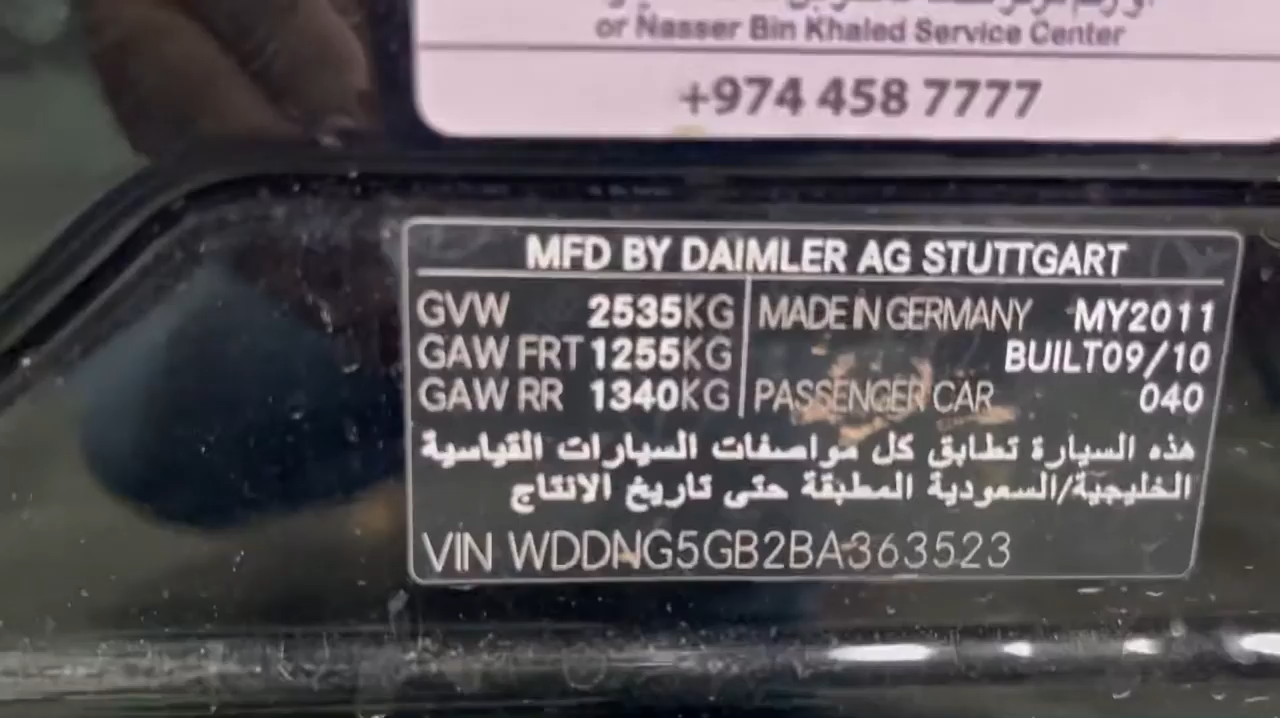 or Nasser Bin Khaled Service Center
+974 458 7777
MFD BY DAIMLER AG STUTTGART
GVW 2535KG MADE IN GERMANY MY2011
GAW FRT 1255KG BUILT09/10
GAW RR 1340KG PASSENGER CAR 040
هذه السيارة تطابق كل مواصفات السيارات القياسية
الخليجية/السعودية المطبقة حتى تاريخ الانتاج
VIN WDDNG5GB2BA363523